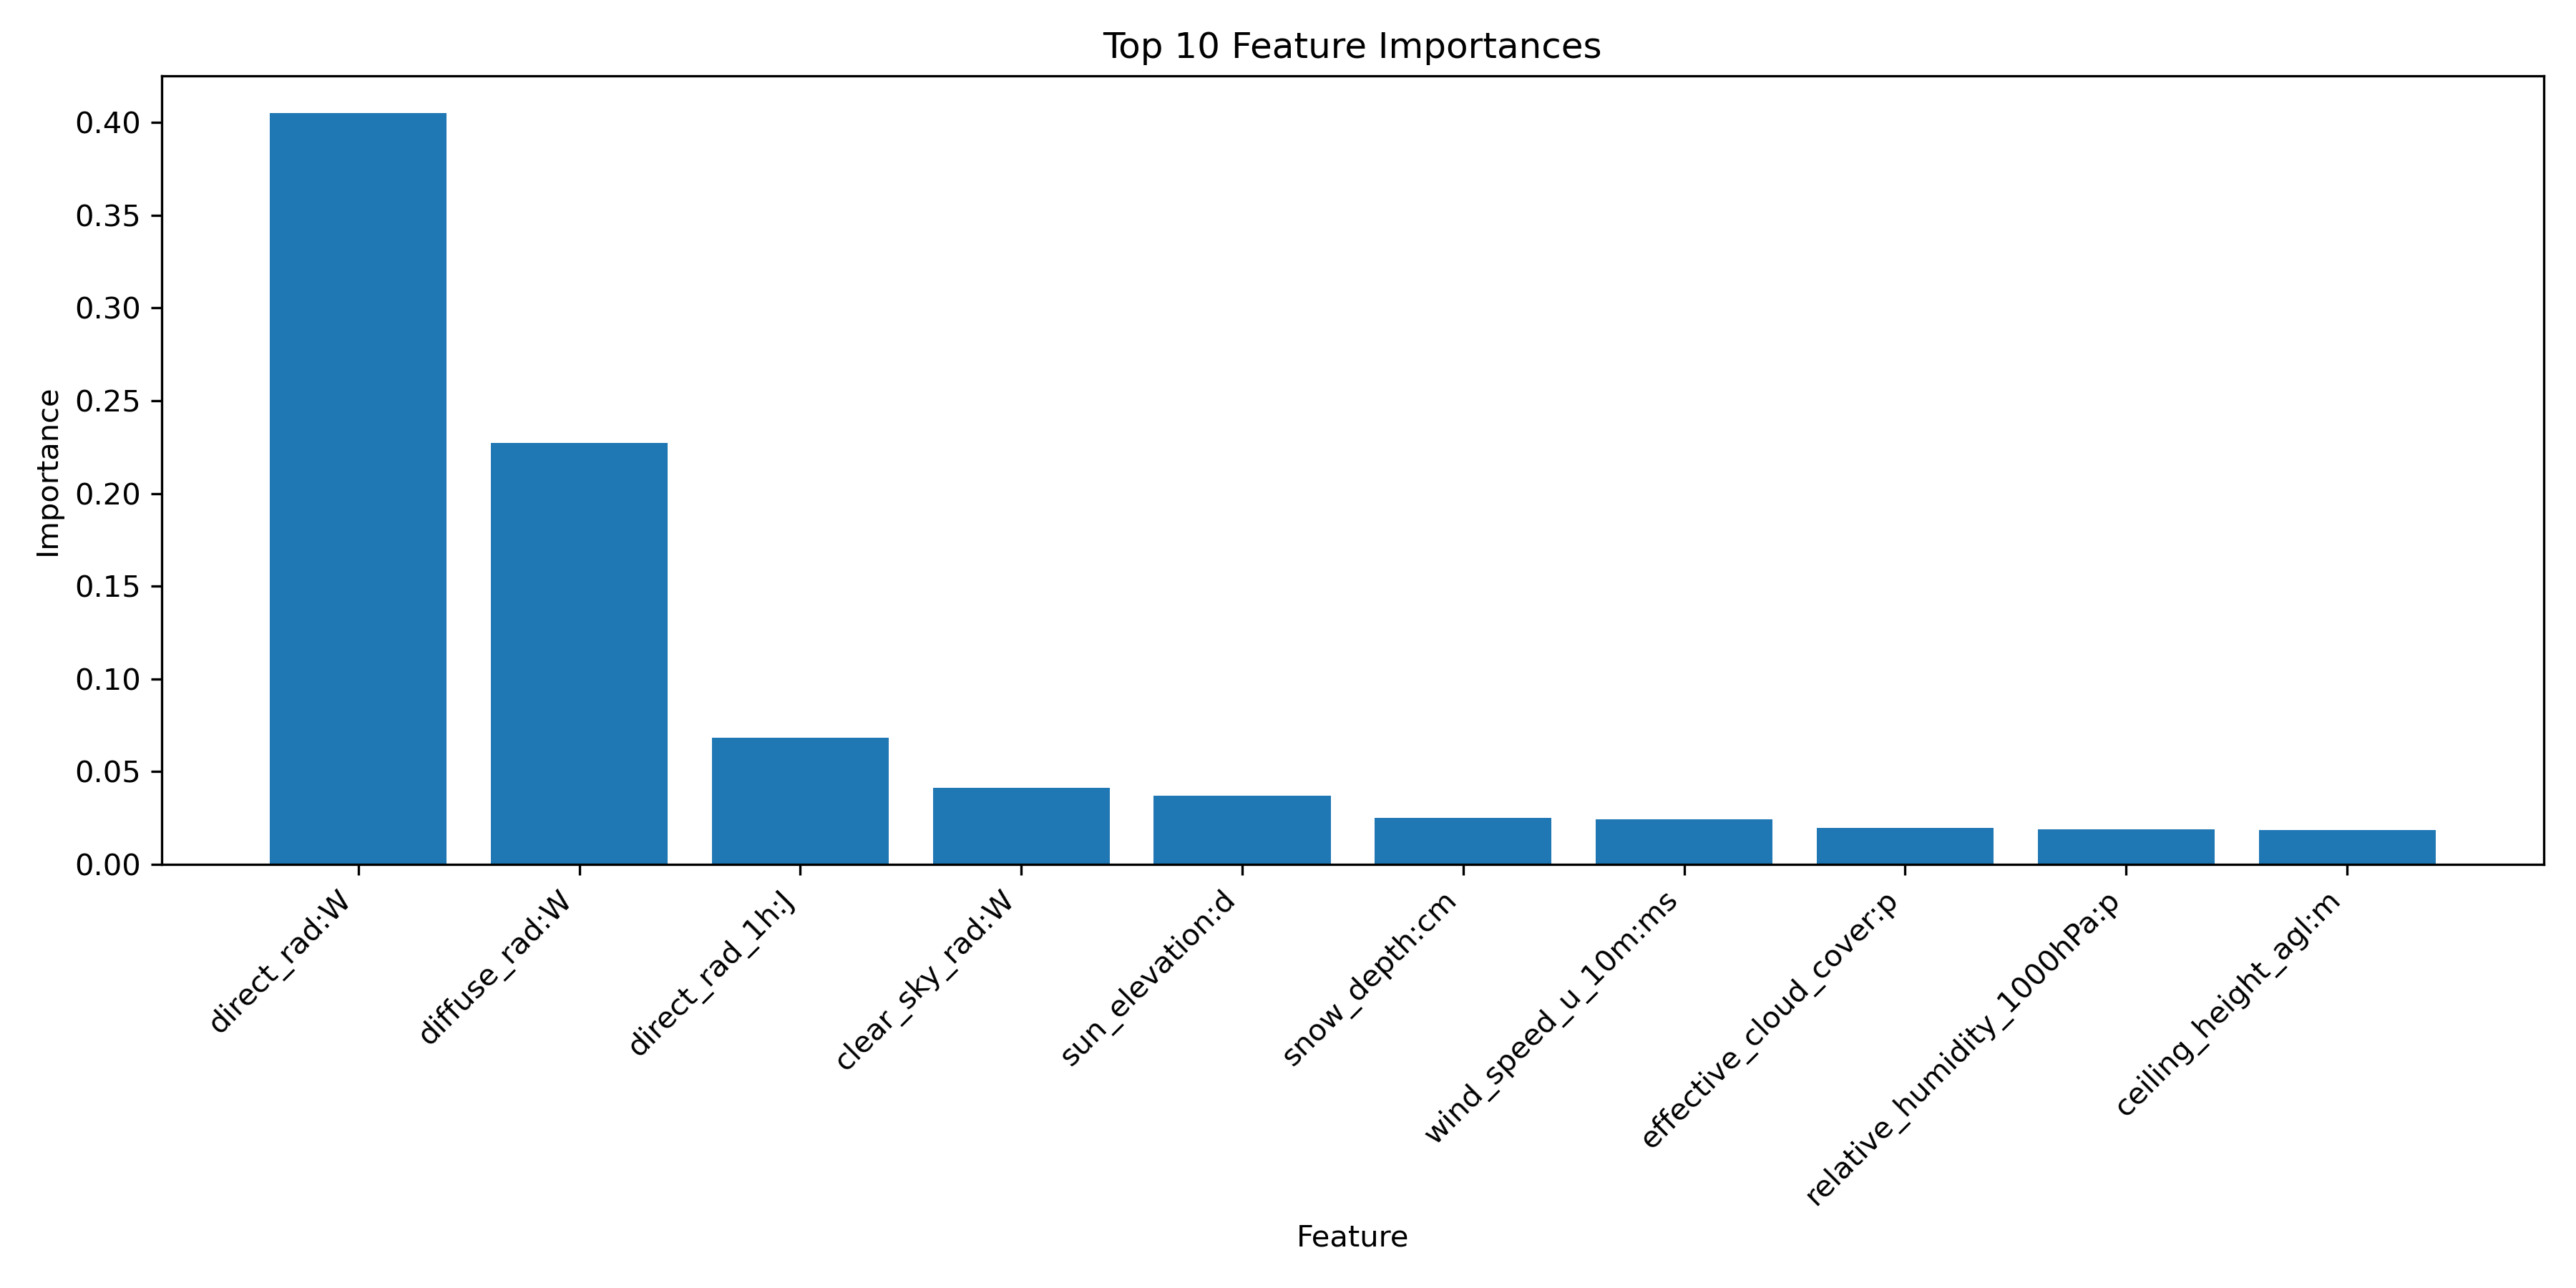 Top 10 Feature Importances
Importance
0.40
0.35
0.30
0.25
0.20
0.15
0.10
0.05
0.00
direct_rad:W
diffuse_rad:W
direct_rad_1h:J
clear_sky_rad:W
sun_elevation:d
snow_depth:cm
wind_speed_u_10m:ms
effective_cloud_cover:p
relative_humidity_1000hPa:p
ceiling_height_agl:m
Feature